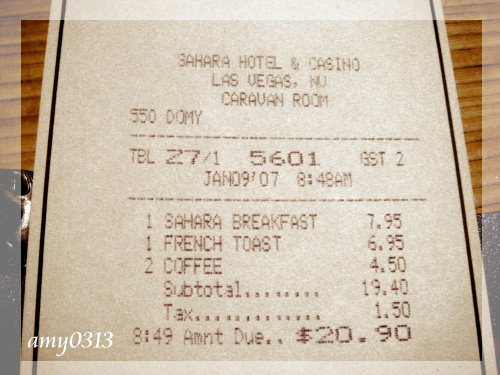 SAHARA HOTEL & CASINO
LAS VEGAS, NV
CARAVAN ROOM
550 DOMY
TBL 27/1 5601 GST 2
JAN09'07 8:48AM
1 SAHARA BREAKFAST 7.95
1 FRENCH TOAST 6.95
2 COFFEE 4.50
Subtotal........ 19.40
Tax............. 1.50
8:49 Amnt Due.. $20.90
amy0313